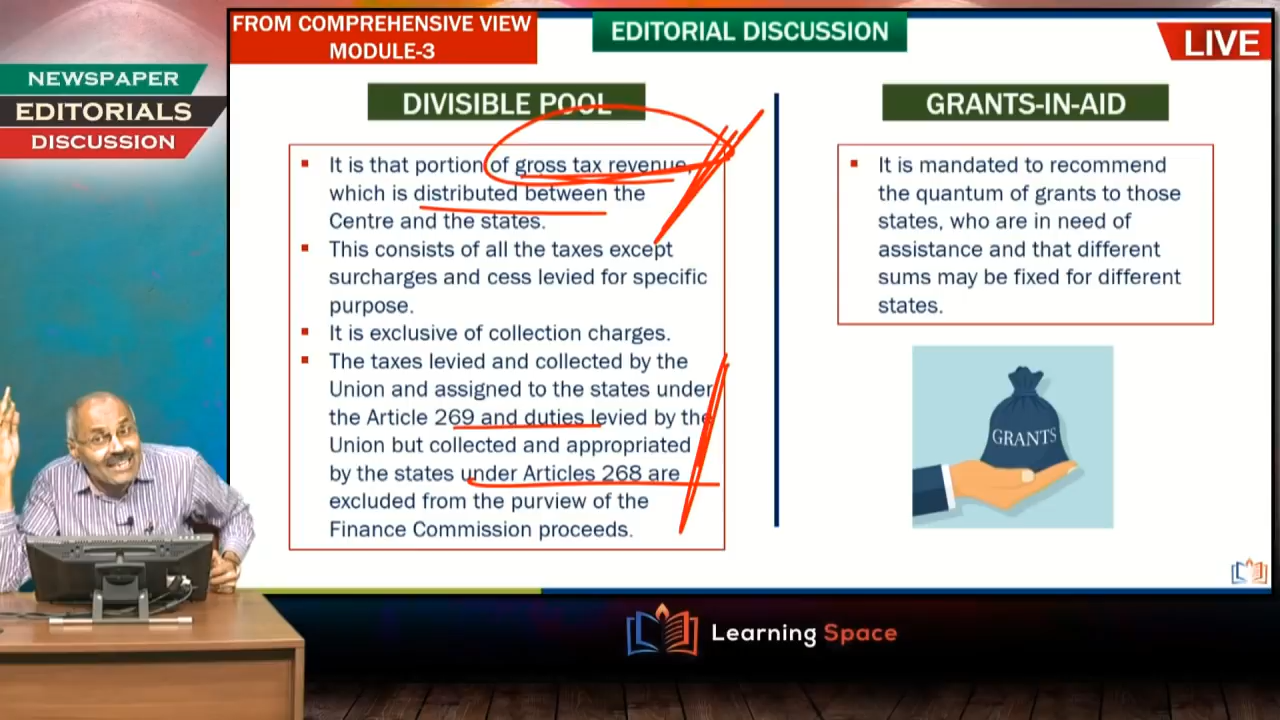 FROM COMPREHENSIVE VIEW
MODULE-3
EDITORIAL DISCUSSION
LIVE
NEWSPAPER
EDITORIALS
DISCUSSION
DIVISIBLE POOL
▪ It is that portion of gross tax revenue,
which is distributed between the
Centre and the states.
▪ This consists of all the taxes except
surcharges and cess levied for specific
purpose.
▪ It is exclusive of collection charges.
▪ The taxes levied and collected by the
Union and assigned to the states under
the Article 269 and duties levied by the
Union but collected and appropriated
by the states under Articles 268 are
excluded from the purview of the
Finance Commission proceeds.
GRANTS-IN-AID
▪ It is mandated to recommend
the quantum of grants to those
states, who are in need of
assistance and that different
sums may be fixed for different
states.
GRANTS
Learning Space